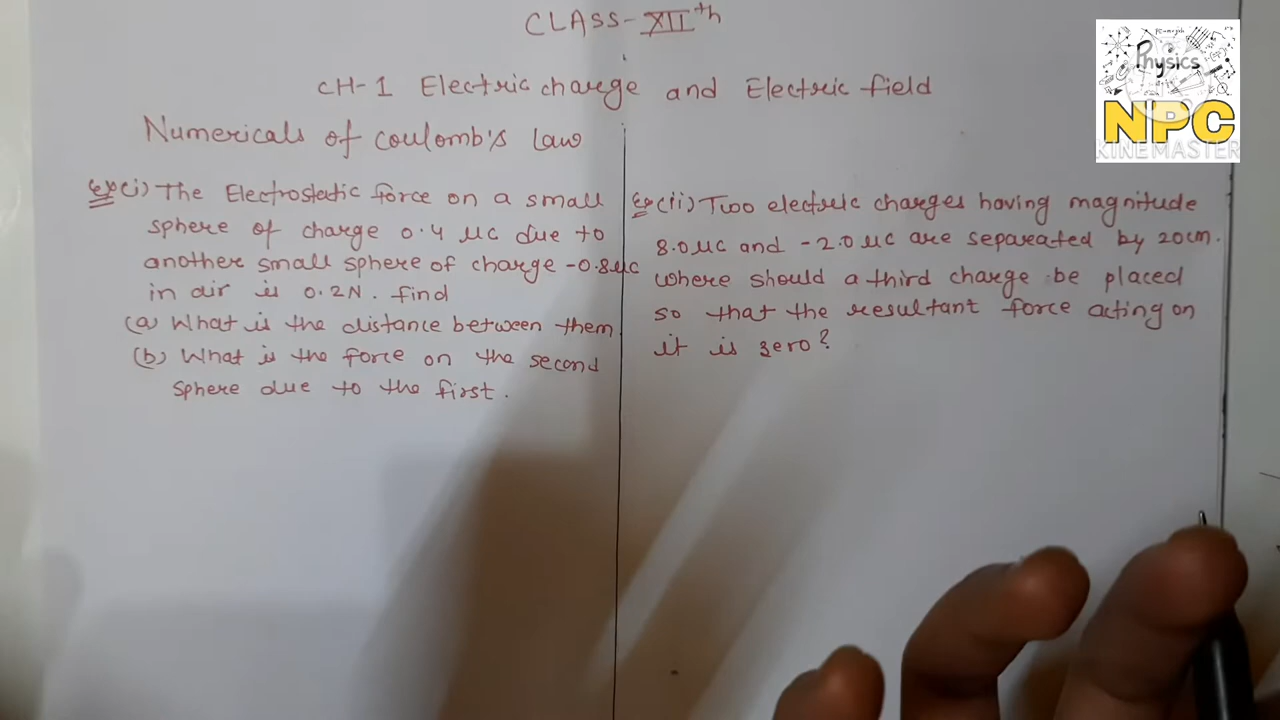 CLASS-XIIth
CH-1 Electric charge and Electric field
Numericals of Coulomb's Law
Ex(i) The Electrostatic force on a small
sphere of charge 0.4 μC due to
another small sphere of charge -0.8μC
in air is 0.2N. find
(a) What is the distance between them
(b) What is the force on the second
sphere due to the first.
Ex(ii) Two electric charges having magnitude
8.0μC and -2.0μC are separated by 20cm.
where should a third charge be placed
so that the resultant force acting on
it is zero?
Physics
NPC
KINEMASTER